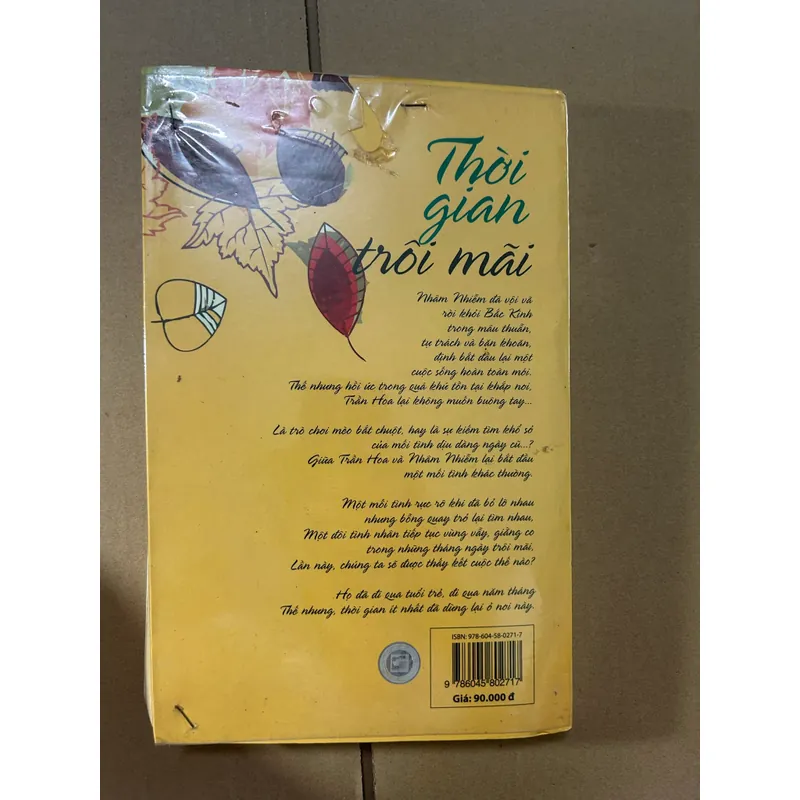 Thời
gian
trôi mãi
Nhâm Nhiễm đã vội vã
rời khỏi Bắc Kinh
trong mâu thuẫn,
tự trách và băn khoăn,
định bắt đầu lại một
cuộc sống hoàn toàn mới.
Thế nhưng hồi ức trong quá khứ tồn tại khắp nơi,
Trần Hoa lại không muốn buông tay...
Là trò chơi mèo bắt chuột, hay là sự kiếm tìm khổ sở
của mối tình dịu dàng ngày cũ...?
Giữa Trần Hoa và Nhâm Nhiễm lại bắt đầu
một mối tình khác thường.
Một mối tình rực rỡ khi đã bỏ lỡ nhau
nhưng bỗng quay trở lại tìm nhau,
Một đôi tình nhân tiếp tục vùng vẫy, giằng co
trong những tháng ngày trôi mãi,
Lần này, chúng ta sẽ được thấy kết cuộc thế nào?
Họ đã đi qua tuổi trẻ, đi qua năm tháng
Thế nhưng, thời gian ít nhất đã dừng lại ở nơi này.
ISBN: 978-604-58-0271-7
9 786045 802717
Giá: 90.000 đ